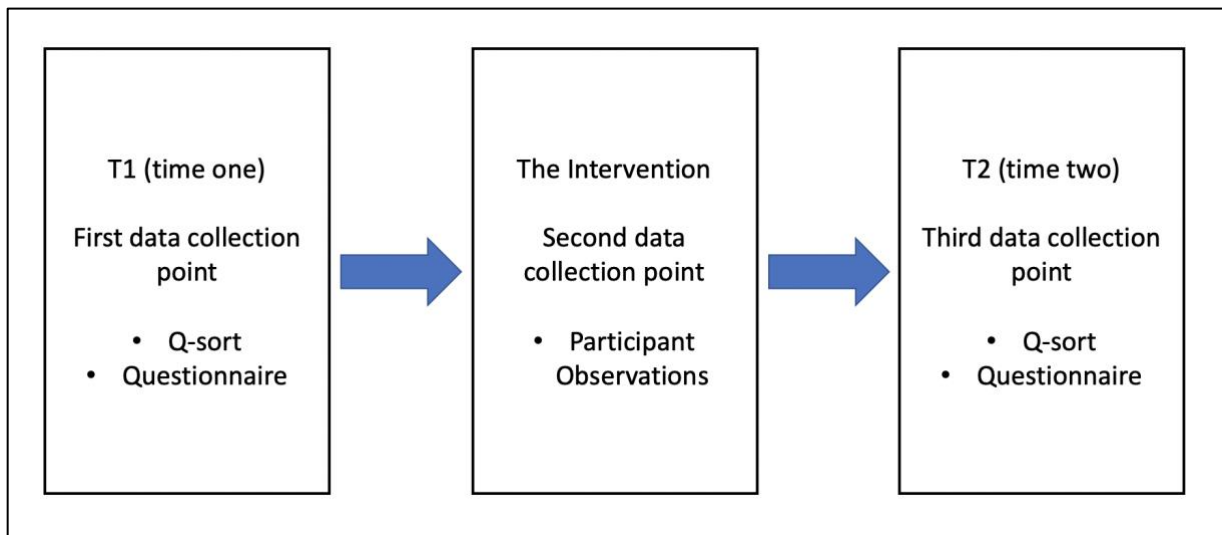 T1 (time one)
First data collection
point
• Q-sort
• Questionnaire
The Intervention
Second data
collection point
• Participant
Observations
T2 (time two)
Third data collection
point
• Q-sort
• Questionnaire